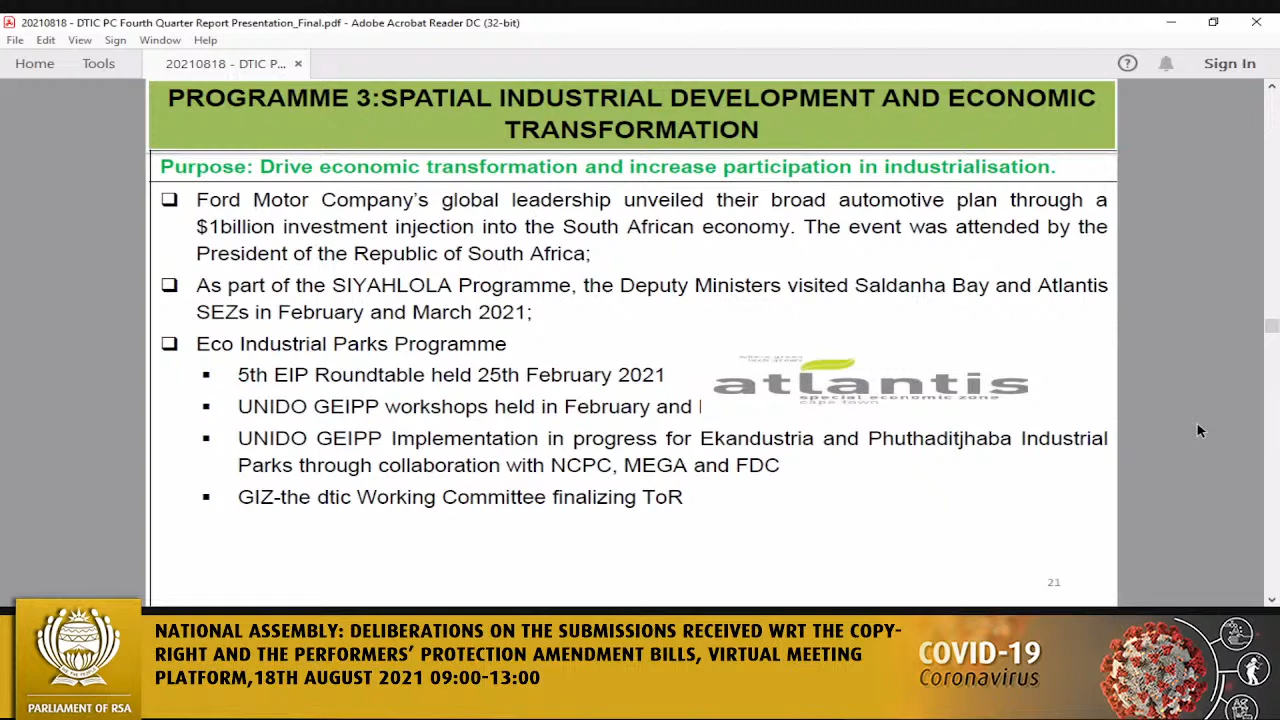 20210818 - DTIC PC Fourth Quarter Report Presentation_Final.pdf - Adobe Acrobat Reader DC (32-bit)
File Edit View Sign Window Help
Home Tools 20210818 - DTIC P... × Sign In
PROGRAMME 3:SPATIAL INDUSTRIAL DEVELOPMENT AND ECONOMIC
TRANSFORMATION
Purpose: Drive economic transformation and increase participation in industrialisation.
Ford Motor Company's global leadership unveiled their broad automotive plan through a
$1billion investment injection into the South African economy. The event was attended by the
President of the Republic of South Africa;
As part of the SIYAHLOLA Programme, the Deputy Ministers visited Saldanha Bay and Atlantis
SEZs in February and March 2021;
Eco Industrial Parks Programme
5th EIP Roundtable held 25th February 2021
where green
tech grows
atlantis
special economic zone
cape town
UNIDO GEIPP workshops held in February and
UNIDO GEIPP Implementation in progress for Ekandustria and Phuthaditjhaba Industrial
Parks through collaboration with NCPC, MEGA and FDC
GIZ-the dtic Working Committee finalizing ToR
21
PARLIAMENT OF RSA
NATIONAL ASSEMBLY: DELIBERATIONS ON THE SUBMISSIONS RECEIVED WRT THE COPY-
RIGHT AND THE PERFORMERS' PROTECTION AMENDMENT BILLS, VIRTUAL MEETING
PLATFORM,18TH AUGUST 2021 09:00-13:00
COVID-19
Coronavirus